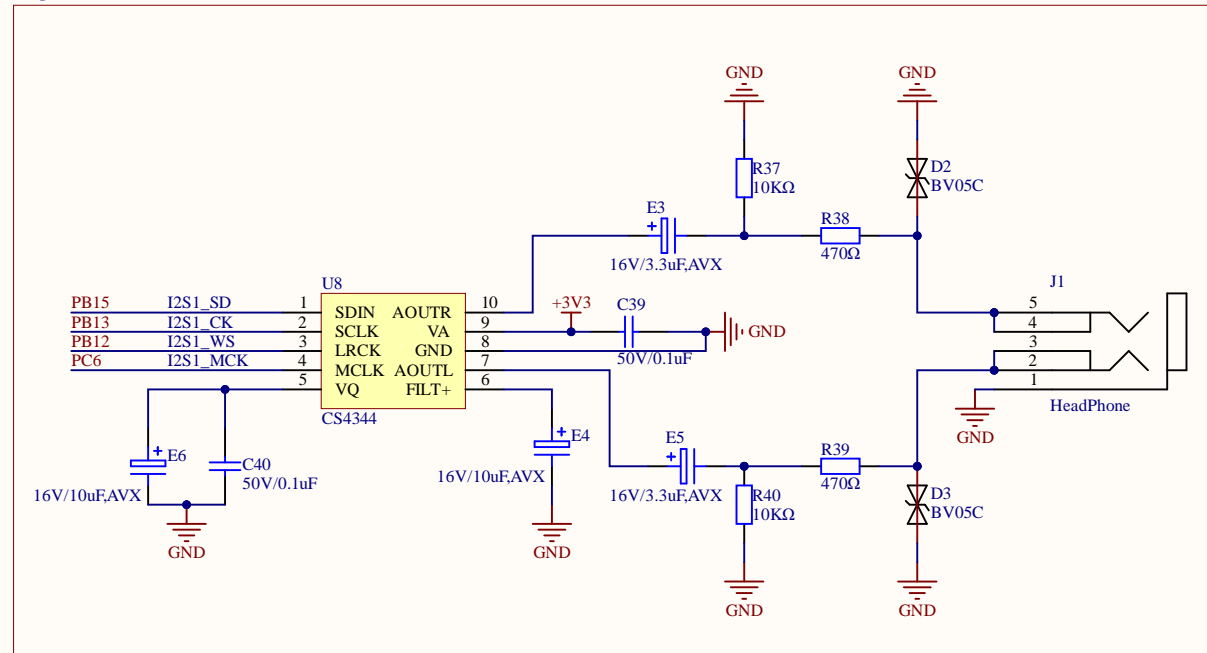 GND
GND
R37
10KΩ
D2
BV05C
E3
+
16V/3.3uF,AVX
R38
470Ω
U8
PB15 I2S1_SD 1 SDIN AOUTR 10
PB13 I2S1_CK 2 SCLK VA 9
PB12 I2S1_WS 3 LRCK GND 8
PC6 I2S1_MCK 4 MCLK AOUTL 7
5 VQ FILT+ 6
CS4344
+3V3
C39
50V/0.1uF
GND
J1
5
4
3
2
1
HeadPhone
GND
+
E6
16V/10uF,AVX
C40
50V/0.1uF
GND
+
E4
16V/10uF,AVX
GND
E5
+
16V/3.3uF,AVX
R39
470Ω
R40
10KΩ
D3
BV05C
GND
GND